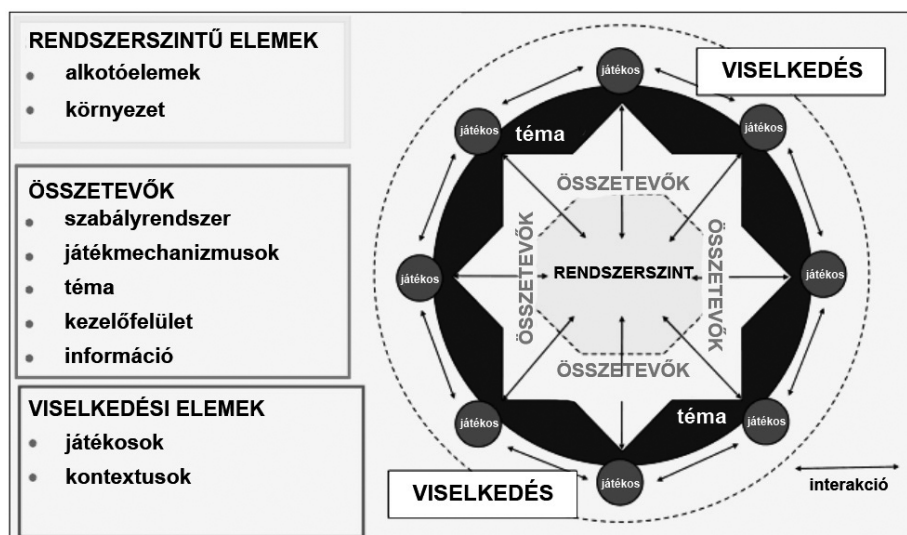 RENDSZERSZINTŰ ELEMEK
alkotóelemek
környezet
ÖSSZETEVŐK
szabályrendszer
játékmechanizmusok
téma
kezelőfelület
információ
VISELKEDÉSI ELEMEK
játékosok
kontextusok
játékos
VISELKEDÉS
játékos
téma
játékos
ÖSSZETEVŐK
ÖSSZETEVŐK
ÖSSZETEVŐK
játékos
RENDSZERSZINT
játékos
ÖSSZETEVŐK
játékos
téma
játékos
játékos
VISELKEDÉS
interakció